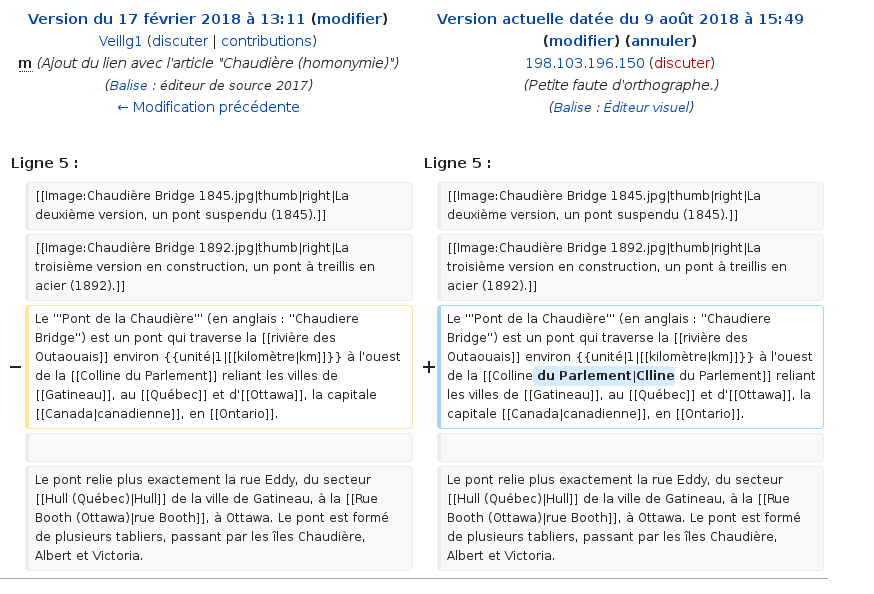 Version du 17 février 2018 à 13:11 (modifier)
Veillg1 (discuter | contributions)
m (Ajout du lien avec l'article "Chaudière (homonymie)")
(Balise : éditeur de source 2017)
← Modification précédente
Version actuelle datée du 9 août 2018 à 15:49
(modifier) (annuler)
198.103.196.150 (discuter)
(Petite faute d'orthographe.)
(Balise : Éditeur visuel)
Ligne 5 :
[[Image:Chaudière Bridge 1845.jpg|thumb|right|La
deuxième version, un pont suspendu (1845).]]
[[Image:Chaudière Bridge 1892.jpg|thumb|right|La
troisième version en construction, un pont à treillis en
acier (1892).]]
− Le '''Pont de la Chaudière''' (en anglais : ''Chaudiere
Bridge'') est un pont qui traverse la [[rivière des
Outaouais]] environ {{unité|1|[[kilomètre|km]]}} à l'ouest
de la [[Colline du Parlement]] reliant les villes de
[[Gatineau]], au [[Québec]] et d'[[Ottawa]], la capitale
[[Canada|canadienne]], en [[Ontario]].
Le pont relie plus exactement la rue Eddy, du secteur
[[Hull (Québec)|Hull]] de la ville de Gatineau, à la [[Rue
Booth (Ottawa)|rue Booth]], à Ottawa. Le pont est formé
de plusieurs tabliers, passant par les îles Chaudière,
Albert et Victoria.
Ligne 5 :
[[Image:Chaudière Bridge 1845.jpg|thumb|right|La
deuxième version, un pont suspendu (1845).]]
[[Image:Chaudière Bridge 1892.jpg|thumb|right|La
troisième version en construction, un pont à treillis en
acier (1892).]]
+ Le '''Pont de la Chaudière''' (en anglais : ''Chaudiere
Bridge'') est un pont qui traverse la [[rivière des
Outaouais]] environ {{unité|1|[[kilomètre|km]]}} à l'ouest
de la [[Colline du Parlement|Clline du Parlement]] reliant
les villes de [[Gatineau]], au [[Québec]] et d'[[Ottawa]], la
capitale [[Canada|canadienne]], en [[Ontario]].
Le pont relie plus exactement la rue Eddy, du secteur
[[Hull (Québec)|Hull]] de la ville de Gatineau, à la [[Rue
Booth (Ottawa)|rue Booth]], à Ottawa. Le pont est formé
de plusieurs tabliers, passant par les îles Chaudière,
Albert et Victoria.